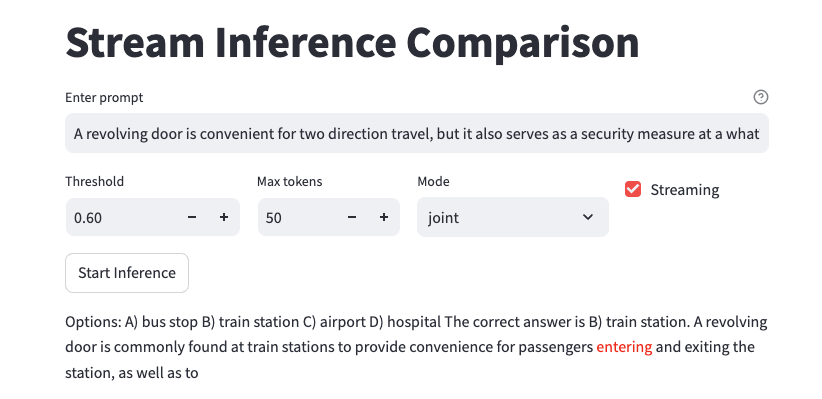 Stream Inference Comparison
Enter prompt
A revolving door is convenient for two direction travel, but it also serves as a security measure at a what
Threshold Max tokens Mode
0.60 − + 50 − + joint Streaming
Start Inference
Options: A) bus stop B) train station C) airport D) hospital The correct answer is B) train station. A revolving
door is commonly found at train stations to provide convenience for passengers entering and exiting the
station, as well as to